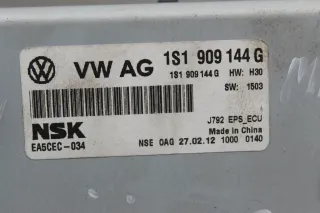 VW AG 1S1 909 144 G
1S1 909 144 G HW: H30
SW: 1503
NSK
J792 EPS_ECU
Made in China
EA5CEC-034
NSE OAG 27.02.12 1000 0140